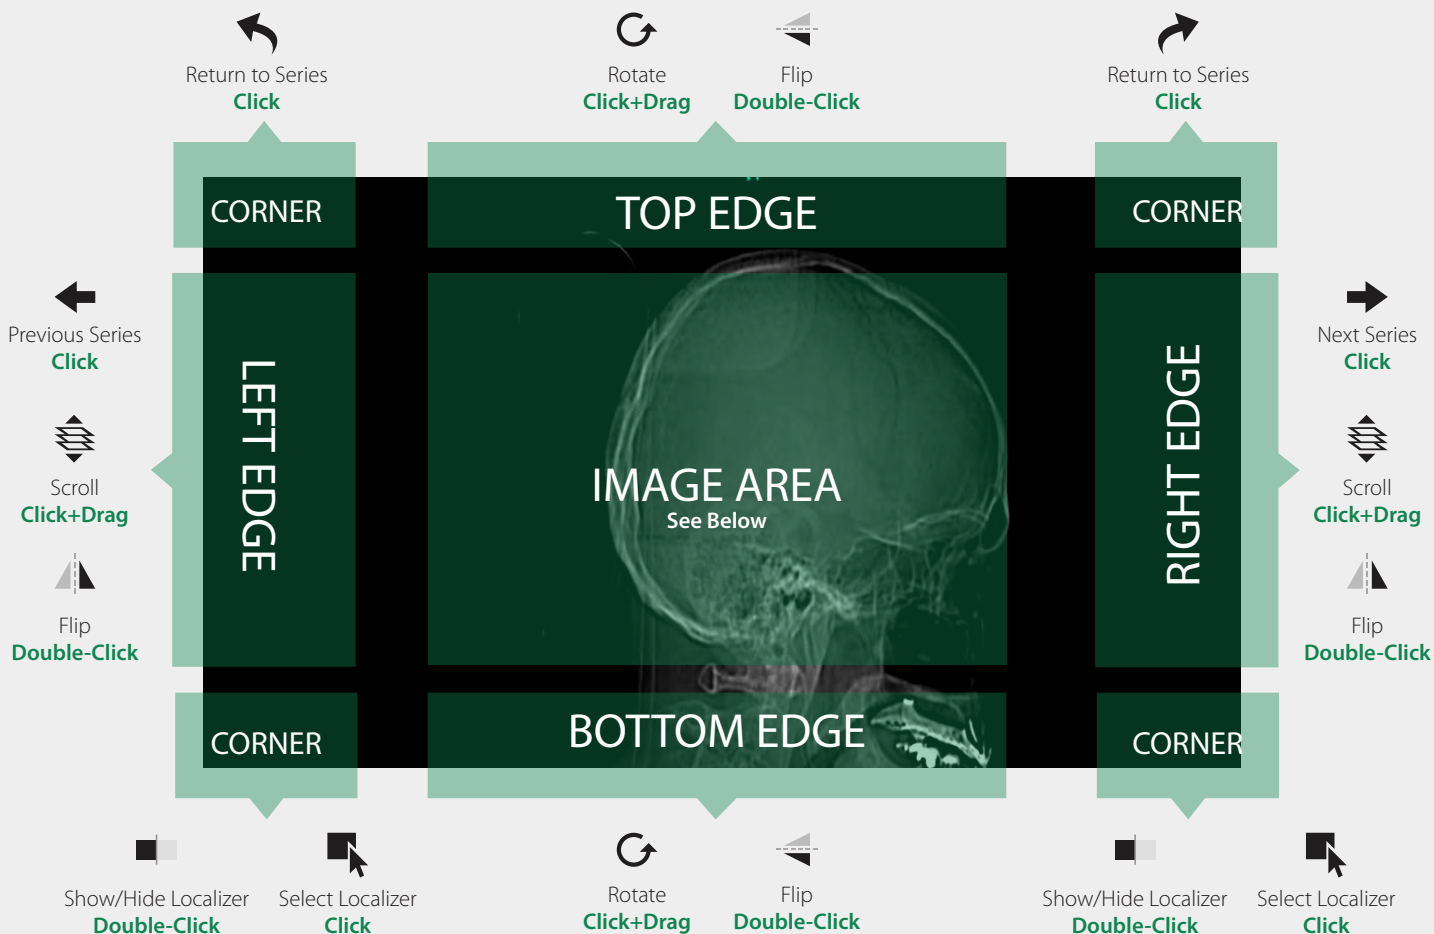 Return to Series
Click
Rotate
Click+Drag
Flip
Double-Click
Return to Series
Click
CORNER
TOP EDGE
CORNER
Previous Series
Click
Scroll
Click+Drag
Flip
Double-Click
LEFT EDGE
IMAGE AREA
See Below
RIGHT EDGE
Next Series
Click
Scroll
Click+Drag
Flip
Double-Click
CORNER
BOTTOM EDGE
CORNER
Show/Hide Localizer
Double-Click
Select Localizer
Click
Rotate
Click+Drag
Flip
Double-Click
Show/Hide Localizer
Double-Click
Select Localizer
Click